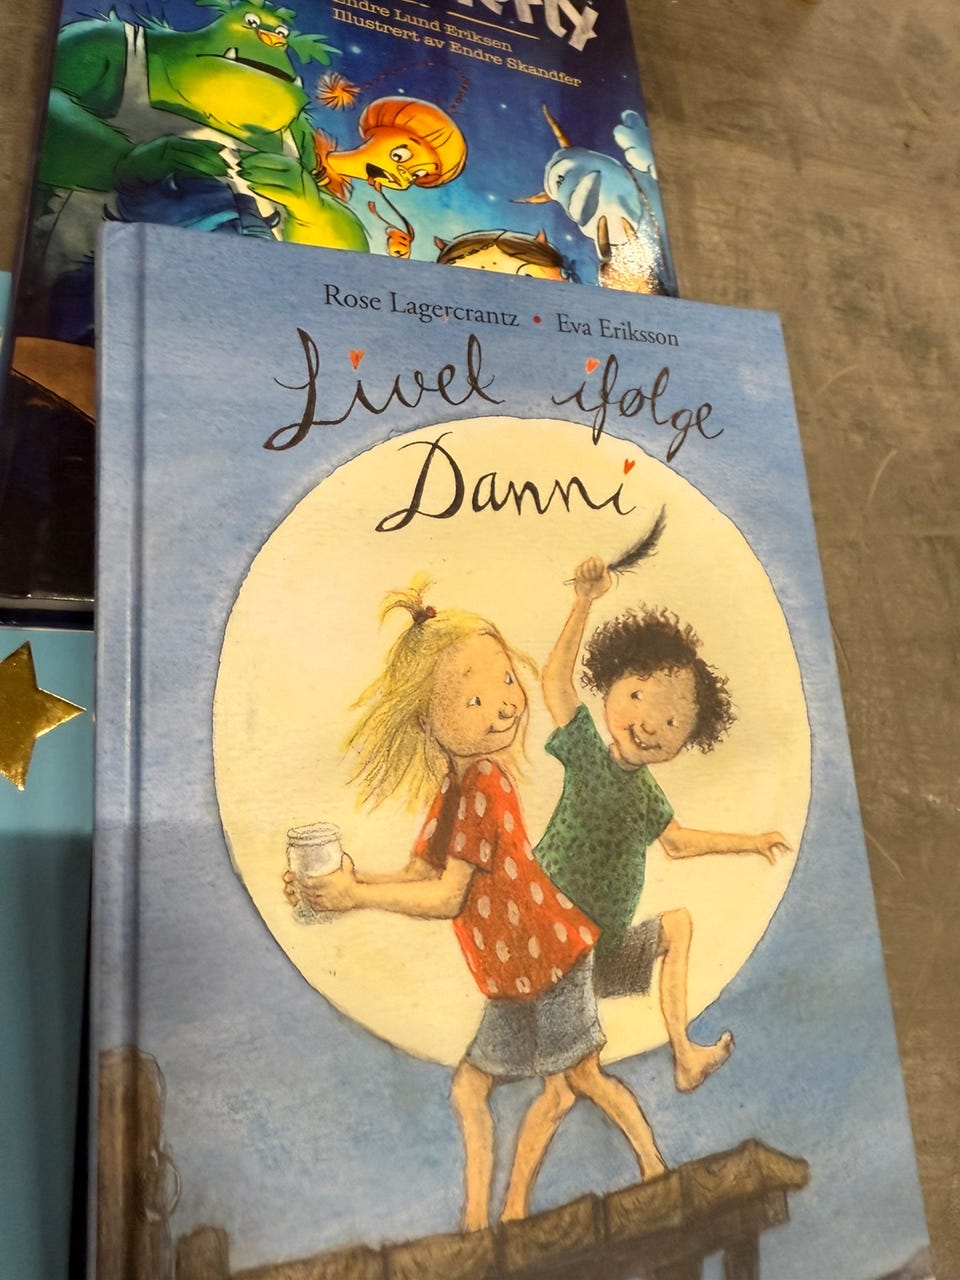 Endre Lund Eriksen
Illustrert av Endre Skandfer
Rose Lagercrantz • Eva Eriksson
Livet ifølge
Danni